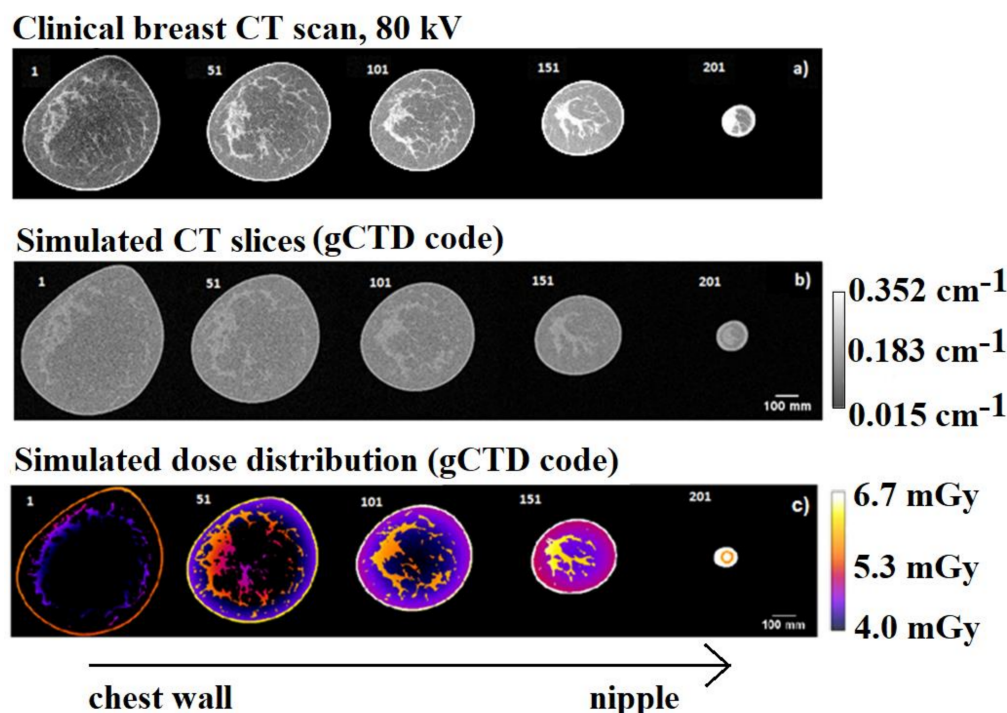 Clinical breast CT scan, 80 kV
1 51 101 151 201 a)
Simulated CT slices (gCTD code)
1 51 101 151 201 b)
100 mm
0.352 cm-1
0.183 cm-1
0.015 cm-1
Simulated dose distribution (gCTD code)
1 51 101 151 201 c)
100 mm
6.7 mGy
5.3 mGy
4.0 mGy
chest wall nipple